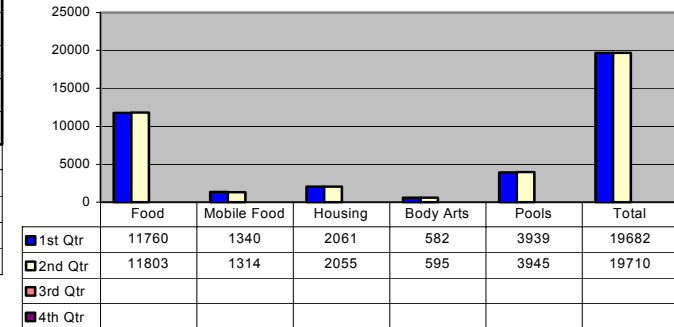 25000
20000
15000
10000
5000
0
Food Mobile Food Housing Body Arts Pools Total
1st Qtr 11760 1340 2061 582 3939 19682
2nd Qtr 11803 1314 2055 595 3945 19710
3rd Qtr
4th Qtr